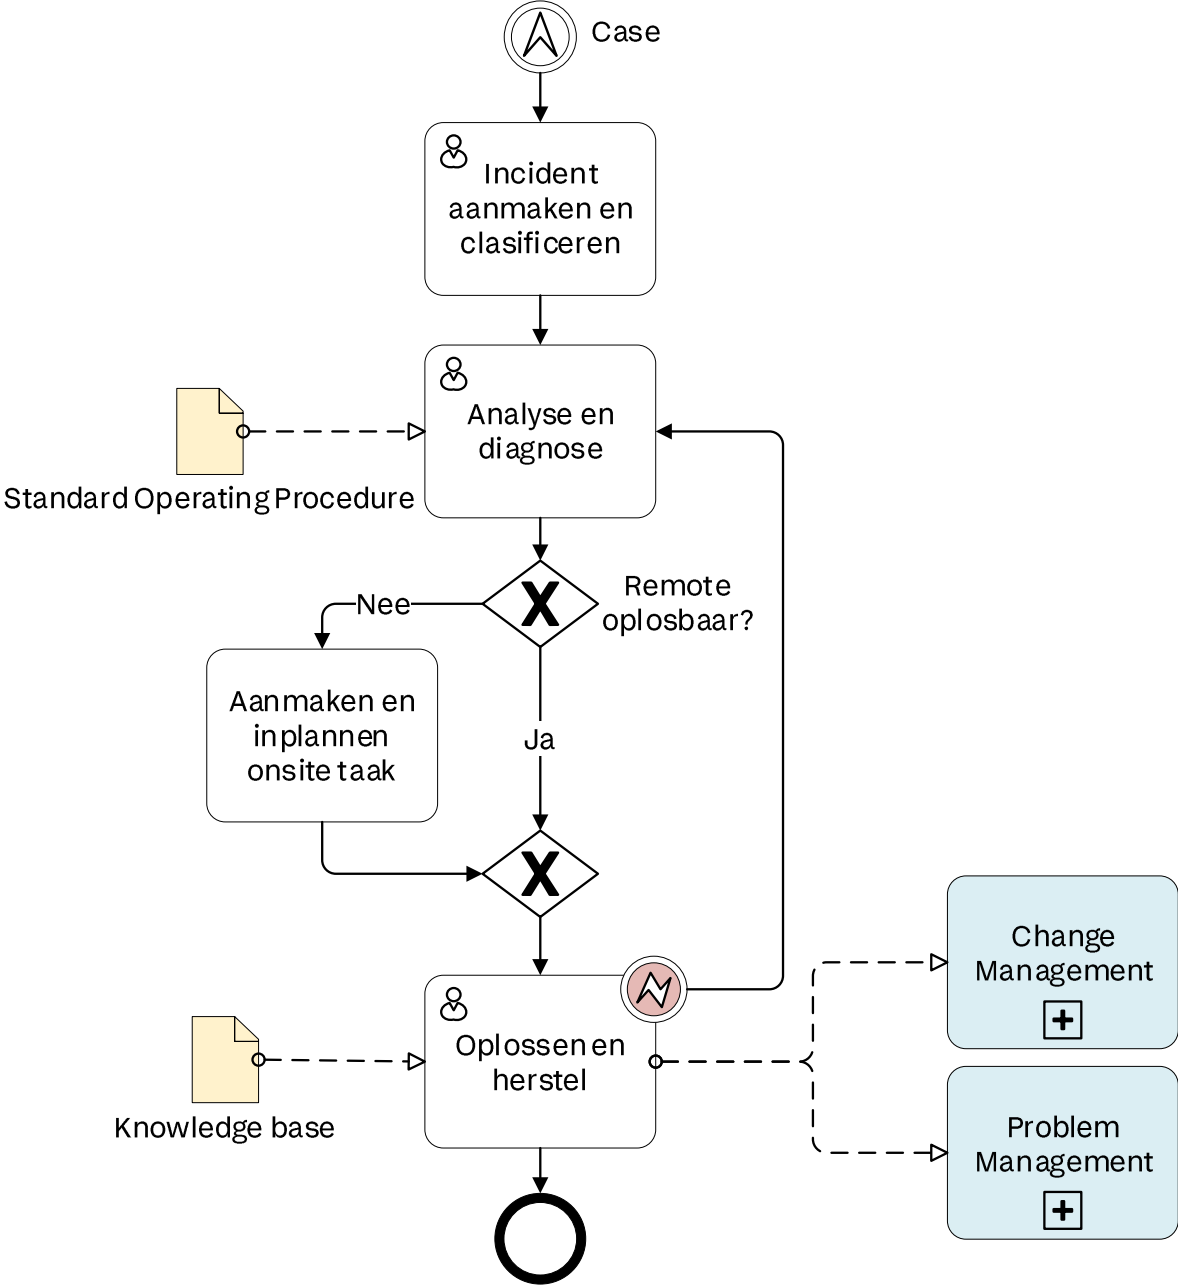 Case
Incident
aanmaken en
clasificeren
Analyse en
diagnose
Standard Operating Procedure
Remote
oplosbaar?
Nee
Aanmaken en
inplannen
onsite taak
Ja
Change
Management
Oplossen en
herstel
Knowledge base
Problem
Management